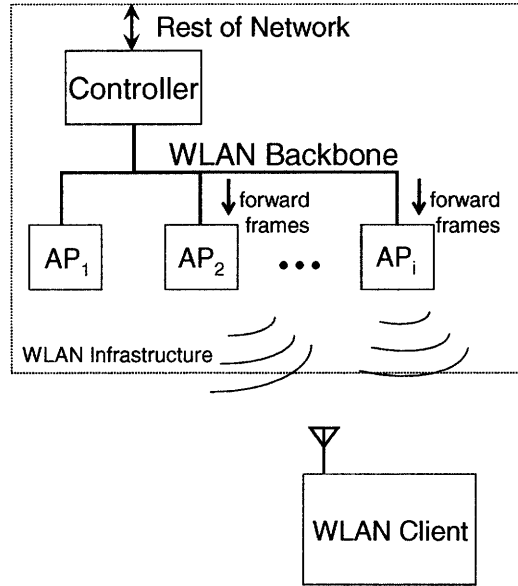 Rest of Network
Controller
WLAN Backbone
forward
frames
forward
frames
AP1
AP2
APi
WLAN Infrastructure
WLAN Client